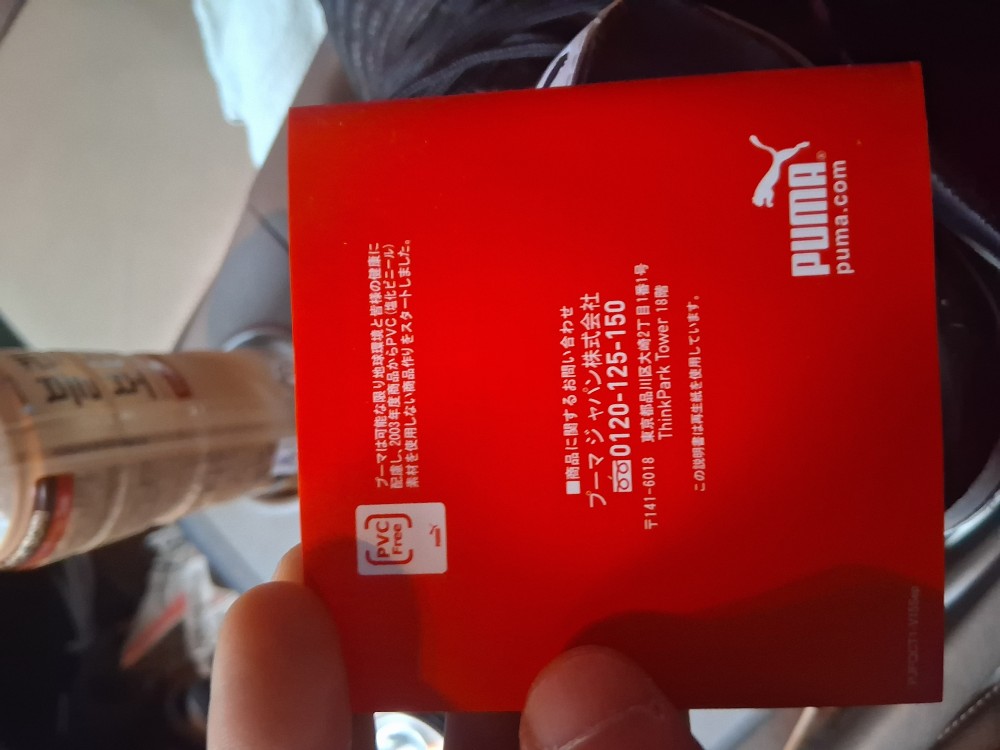 プーマは可能な限り地球環境と皆様の健康に
配慮し、2003年度商品からPVC(塩化ビニール)
素材を使用しない商品作りをスタートしました。
PVC
Free
■商品に関するお問い合わせ
プーマ ジャパン株式会社
0120-125-150
〒141-6018 東京都品川区大崎2丁目1番1号
ThinkPark Tower 18階
この説明書は再生紙を使用しています。
PUMA®
puma.com